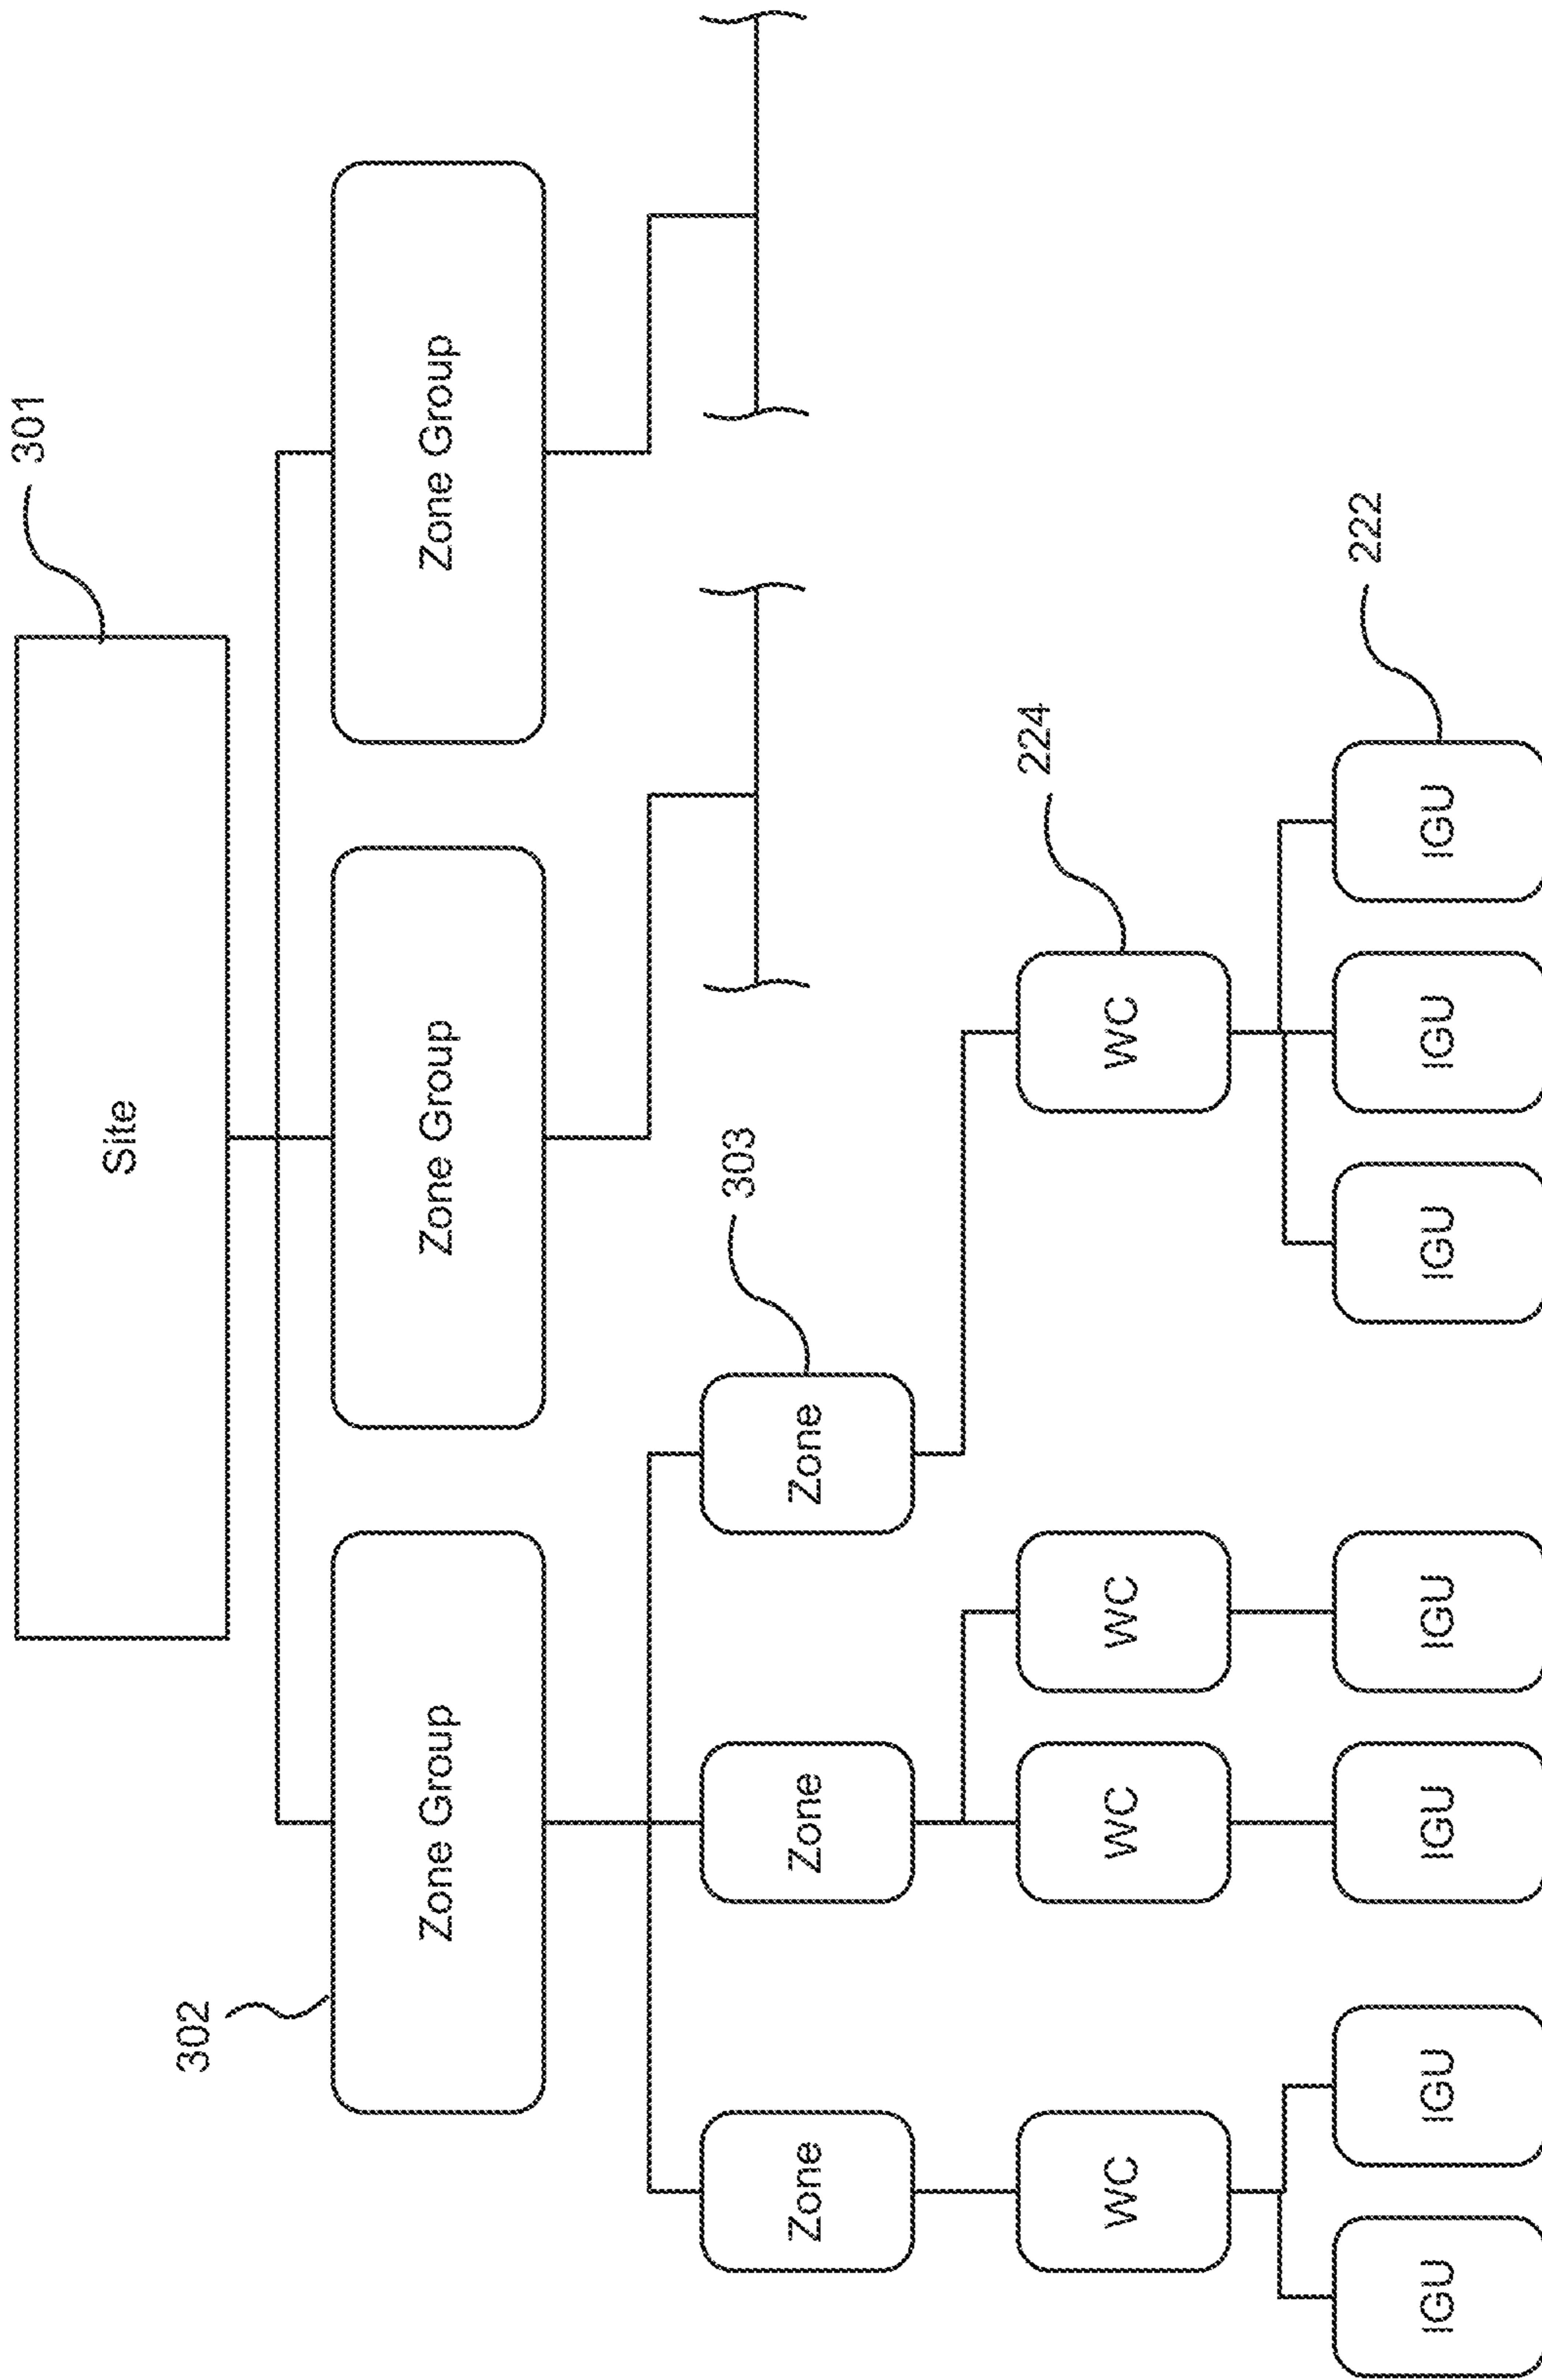 301
Site
302
Zone Group
Zone Group
Zone Group
303
Zone
Zone
Zone
224
WC
WC
WC
WC
222
IGU
IGU
IGU
IGU
IGU
IGU
IGU